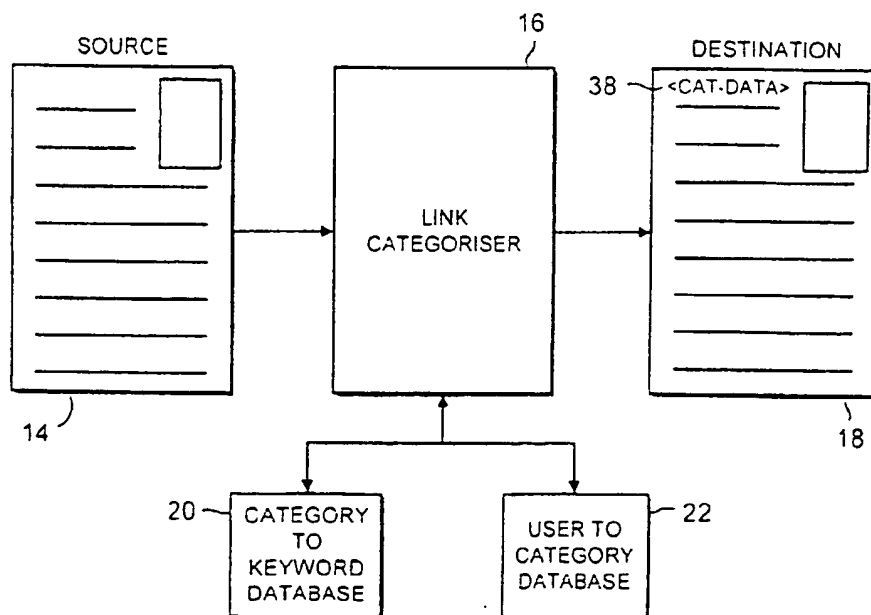 16
SOURCE
DESTINATION
38
<CAT-DATA>
LINK
CATEGORISER
14
18
20
CATEGORY
TO
KEYWORD
DATABASE
22
USER TO
CATEGORY
DATABASE